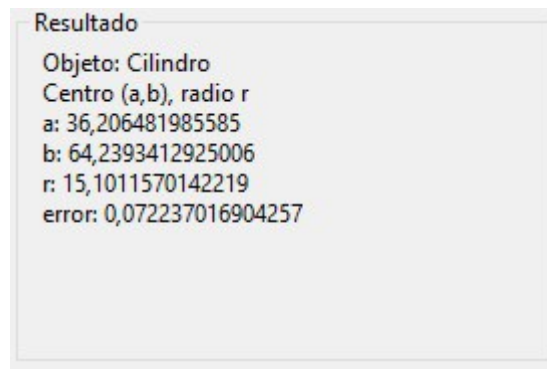 Resultado
Objeto: Cilindro
Centro (a,b), radio r
a: 36,206481985585
b: 64,2393412925006
r: 15,1011570142219
error: 0,072237016904257